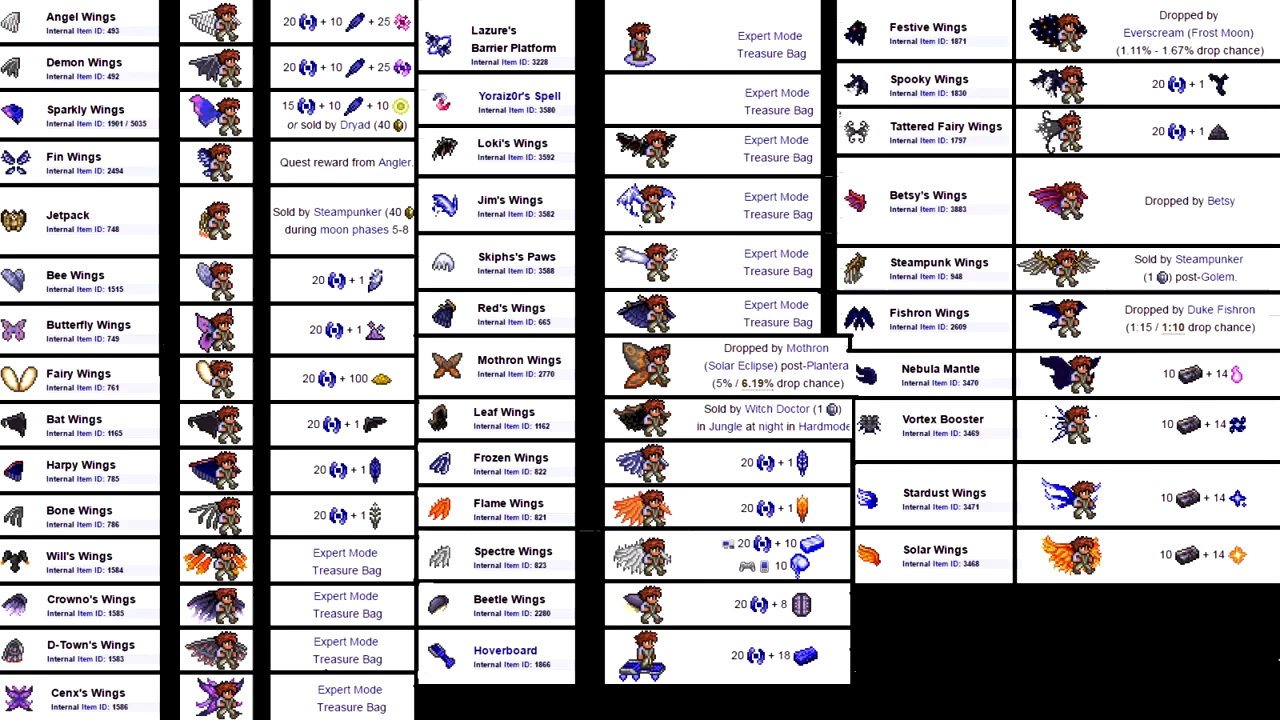 Angel Wings
Internal Item ID: 493
20 + 10 + 25
Demon Wings
Internal Item ID: 492
20 + 10 + 25
Sparkly Wings
Internal Item ID: 1901 / 5035
15 + 10 + 10
or sold by Dryad (40 )
Fin Wings
Internal Item ID: 2494
Quest reward from Angler.
Jetpack
Internal Item ID: 748
Sold by Steampunker (40
during moon phases 5-8
Bee Wings
Internal Item ID: 1515
20 + 1
Butterfly Wings
Internal Item ID: 749
20 + 1
Fairy Wings
Internal Item ID: 761
20 + 100
Bat Wings
Internal Item ID: 1165
20 + 1
Harpy Wings
Internal Item ID: 785
20 + 1
Bone Wings
Internal Item ID: 786
20 + 1
Will's Wings
Internal Item ID: 1584
Expert Mode
Treasure Bag
Crowno's Wings
Internal Item ID: 1585
Expert Mode
Treasure Bag
D-Town's Wings
Internal Item ID: 1583
Expert Mode
Treasure Bag
Cenx's Wings
Internal Item ID: 1586
Expert Mode
Treasure Bag
Lazure's
Barrier Platform
Internal Item ID: 3228
Expert Mode
Treasure Bag
Yoraiz0r's Spell
Internal Item ID: 3580
Expert Mode
Treasure Bag
Loki's Wings
Internal Item ID: 3592
Expert Mode
Treasure Bag
Jim's Wings
Internal Item ID: 3582
Expert Mode
Treasure Bag
Skiphs's Paws
Internal Item ID: 3588
Expert Mode
Treasure Bag
Red's Wings
Internal Item ID: 665
Expert Mode
Treasure Bag
Mothron Wings
Internal Item ID: 2770
Dropped by Mothron
(Solar Eclipse) post-Plantera
(5% / 6.19% drop chance)
Leaf Wings
Internal Item ID: 1162
Sold by Witch Doctor (1 )
in Jungle at night in Hardmode
Frozen Wings
Internal Item ID: 822
20 + 1
Flame Wings
Internal Item ID: 821
20 + 1
Spectre Wings
Internal Item ID: 823
20 + 10
10
Beetle Wings
Internal Item ID: 2280
20 + 8
Hoverboard
Internal Item ID: 1866
20 + 18
Festive Wings
Internal Item ID: 1871
Dropped by
Everscream (Frost Moon)
(1.11% - 1.67% drop chance)
Spooky Wings
Internal Item ID: 1830
20 + 1
Tattered Fairy Wings
Internal Item ID: 1797
20 + 1
Betsy's Wings
Internal Item ID: 3883
Dropped by Betsy
Steampunk Wings
Internal Item ID: 948
Sold by Steampunker
(1 ) post-Golem.
Fishron Wings
Internal Item ID: 2609
Dropped by Duke Fishron
(1:15 / 1:10 drop chance)
Nebula Mantle
Internal Item ID: 3470
10 + 14
Vortex Booster
Internal Item ID: 3469
10 + 14
Stardust Wings
Internal Item ID: 3471
10 + 14
Solar Wings
Internal Item ID: 3468
10 + 14